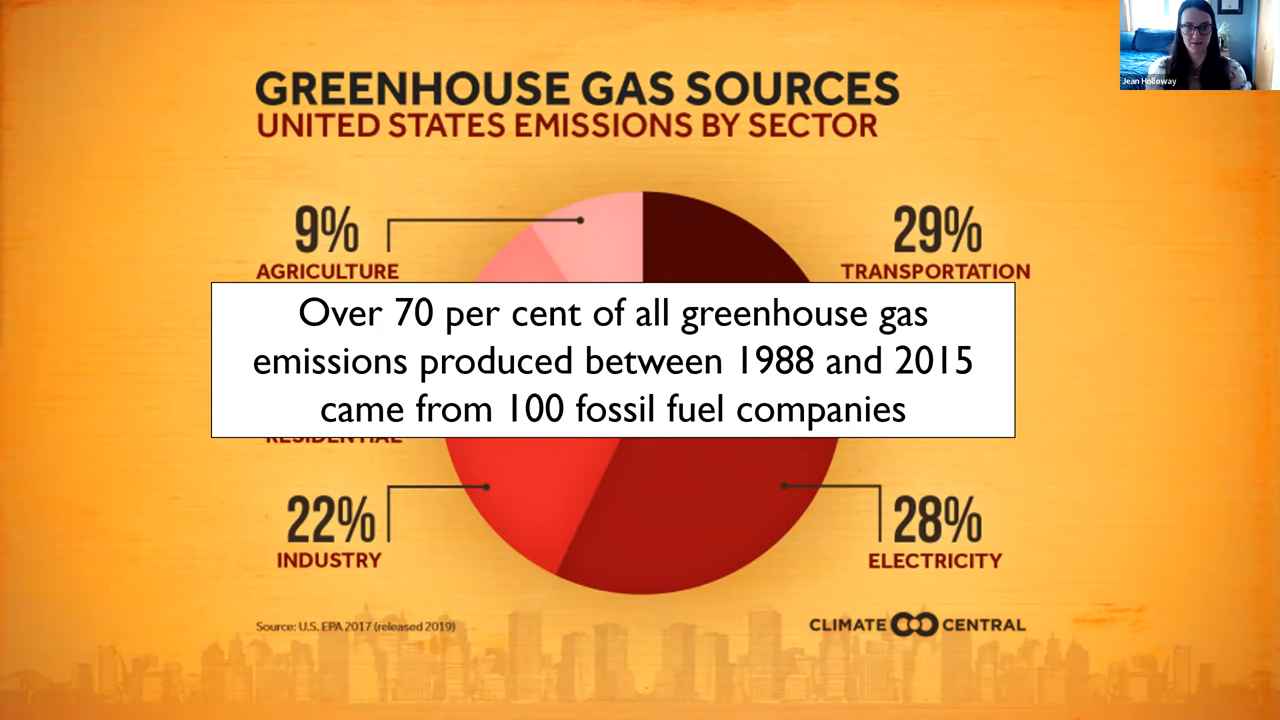 GREENHOUSE GAS SOURCES
UNITED STATES EMISSIONS BY SECTOR
Jean Holloway
9%
AGRICULTURE
29%
TRANSPORTATION
Over 70 per cent of all greenhouse gas
emissions produced between 1988 and 2015
came from 100 fossil fuel companies
RESIDENTIAL
22%
INDUSTRY
28%
ELECTRICITY
Source: U.S. EPA 2017 (released 2019)
CLIMATE CENTRAL